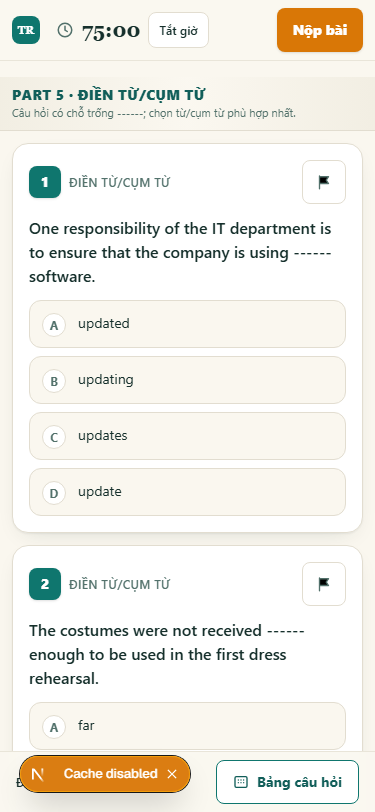 TR
75:00
Tắt giờ
Nộp bài
PART 5 · ĐIỀN TỪ/CỤM TỪ
Câu hỏi có chỗ trống ------; chọn từ/cụm từ phù hợp nhất.
1
ĐIỀN TỪ/CỤM TỪ
One responsibility of the IT department is
to ensure that the company is using ------
software.
A updated
B updating
C updates
D update
2
ĐIỀN TỪ/CỤM TỪ
The costumes were not received ------
enough to be used in the first dress
rehearsal.
A far
N Cache disabled ×
Bảng câu hỏi